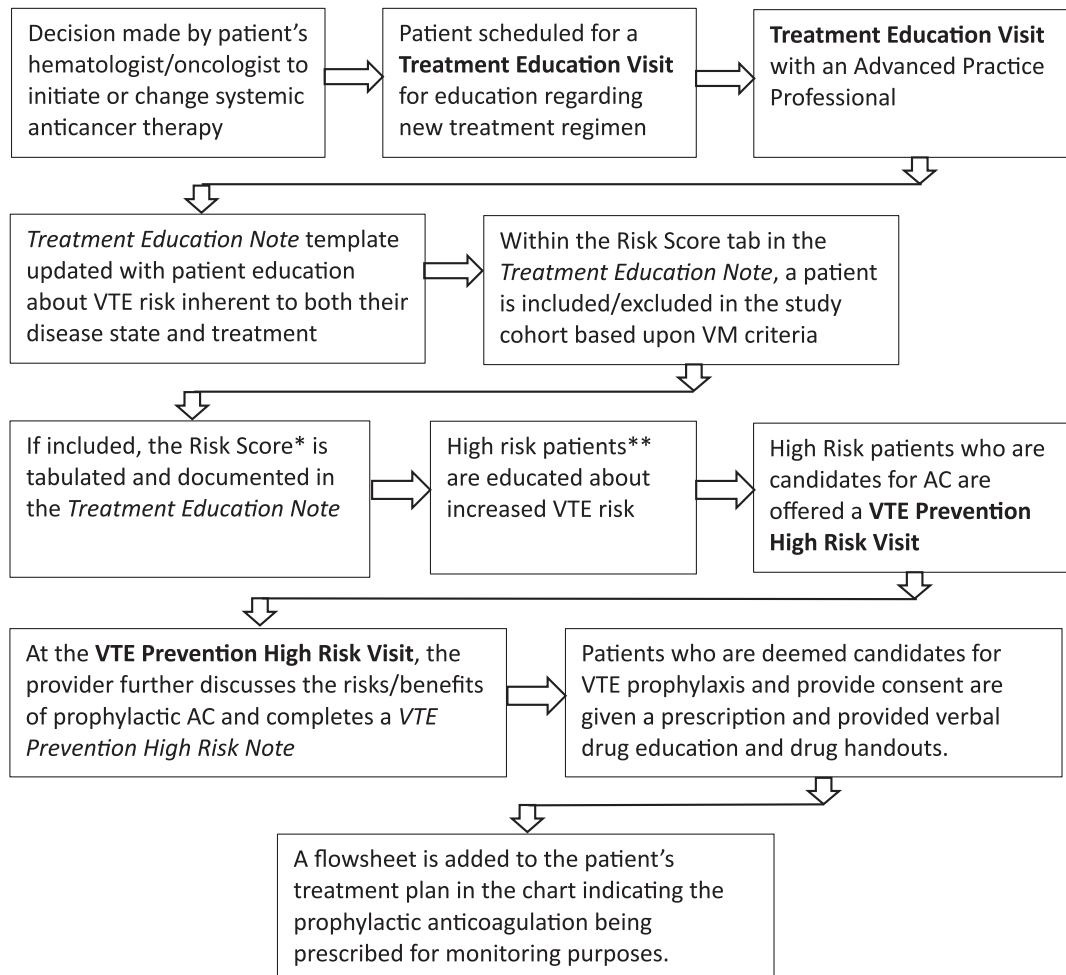 Decision made by patient’s
hematologist/oncologist to
initiate or change systemic
anticancer therapy
Patient scheduled for a
Treatment Education Visit
for education regarding
new treatment regimen
Treatment Education Visit
with an Advanced Practice
Professional
Treatment Education Note template
updated with patient education
about VTE risk inherent to both their
disease state and treatment
Within the Risk Score tab in the
Treatment Education Note, a patient
is included/excluded in the study
cohort based upon VM criteria
If included, the Risk Score* is
tabulated and documented in
the Treatment Education Note
High risk patients**
are educated about
increased VTE risk
High Risk patients who are
candidates for AC are
offered a VTE Prevention
High Risk Visit
At the VTE Prevention High Risk Visit, the
provider further discusses the risks/benefits
of prophylactic AC and completes a VTE
Prevention High Risk Note
Patients who are deemed candidates for
VTE prophylaxis and provide consent are
given a prescription and provided verbal
drug education and drug handouts.
A flowsheet is added to the patient’s
treatment plan in the chart indicating the
prophylactic anticoagulation being
prescribed for monitoring purposes.